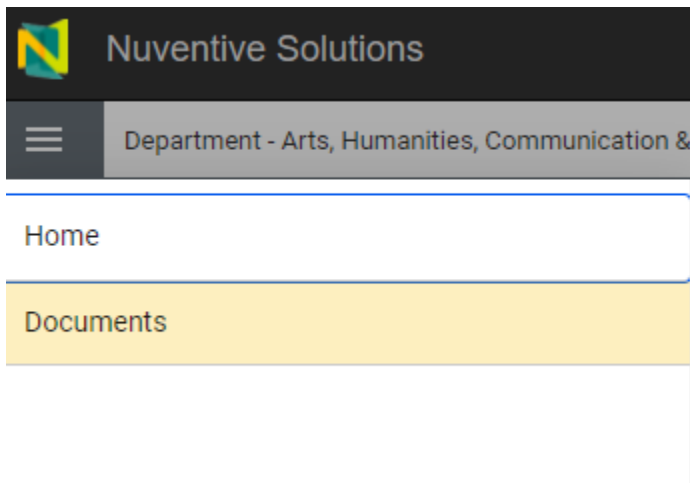 Nuventive Solutions
Department - Arts, Humanities, Communication &
Home
Documents